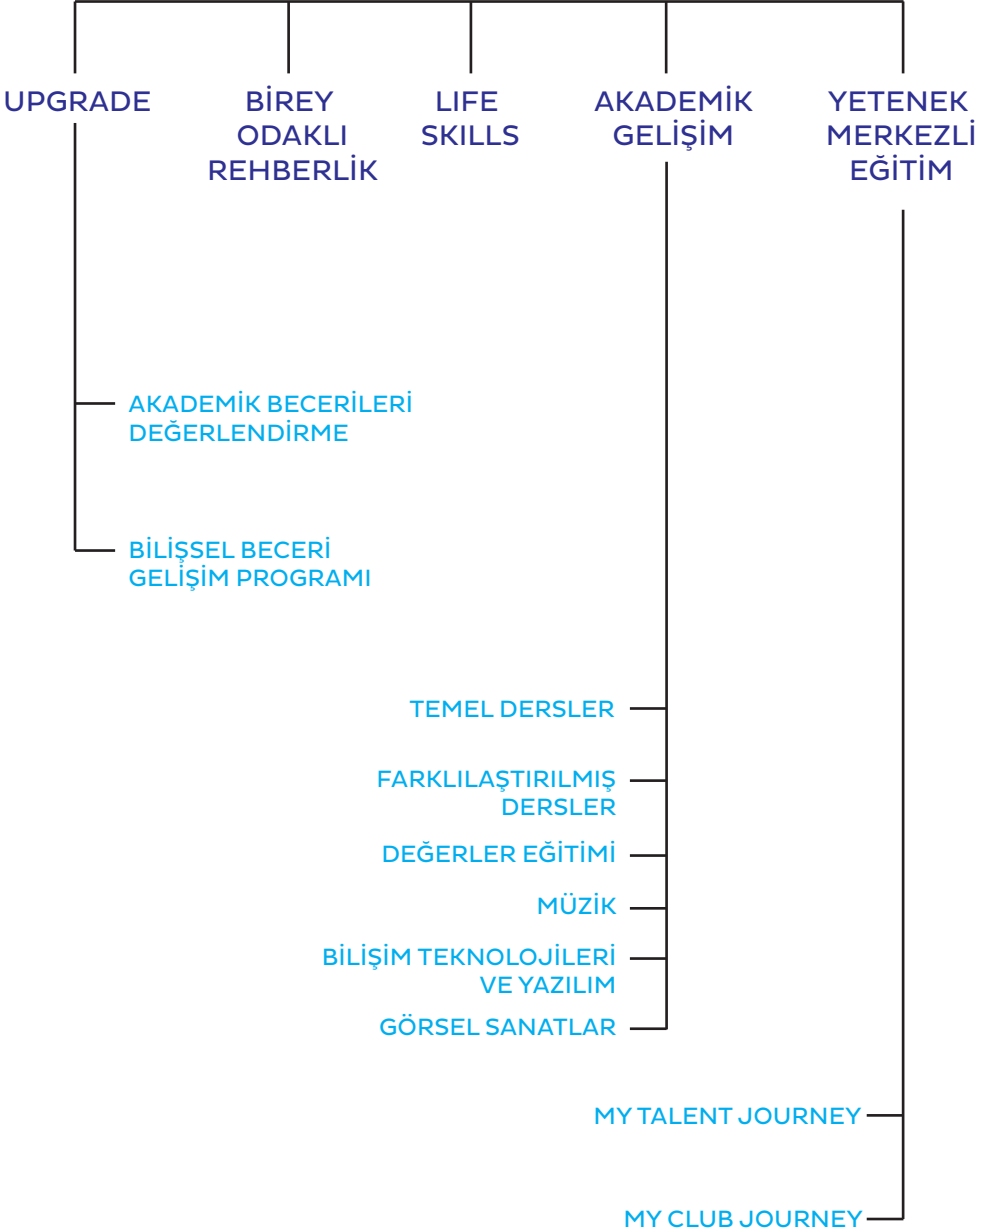 UPGRADE
BİREY
ODAKLI
REHBERLİK
LIFE
SKILLS
AKADEMİK
GELİŞİM
YETENEK
MERKEZLİ
EĞİTİM
AKADEMİK BECERİLERİ
DEĞERLENDİRME
BİLİŞSEL BECERİ
GELİŞİM PROGRAMI
TEMEL DERSLER
FARKLILAŞTIRILMIŞ
DERSLER
DEĞERLER EĞİTİMİ
MÜZİK
BİLİŞİM TEKNOLOJİLERİ
VE YAZILIM
GÖRSEL SANATLAR
MY TALENT JOURNEY
MY CLUB JOURNEY